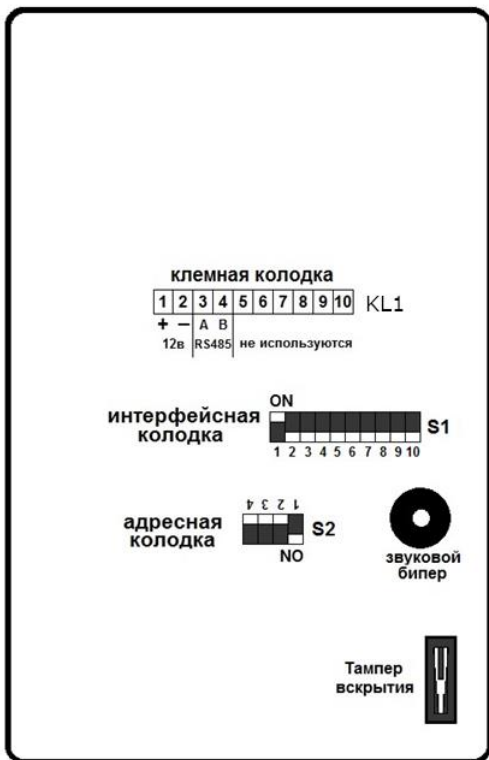 клемная колодка
1 2 3 4 5 6 7 8 9 10 KL1
+ − A B
12в RS485 не используются
ON
интерфейсная
колодка
S1
1 2 3 4 5 6 7 8 9 10
4 3 2 1
адресная
колодка
S2
NO
звуковой
бипер
Тампер
вскрытия